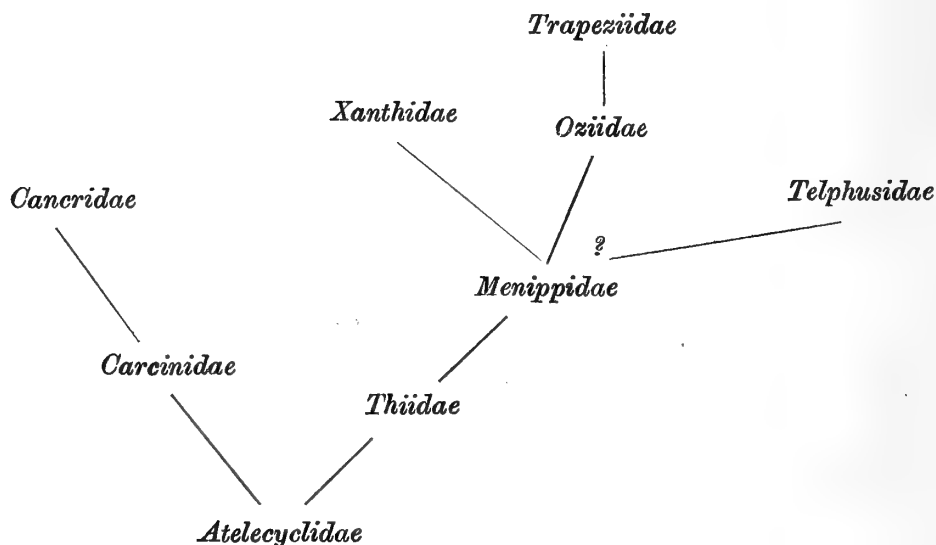 Trapeziidae
Xanthidae
Oziidae
Cancridae
Telphusidae
?
Menippidae
Carcinidae
Thiidae
Atelecyclidae